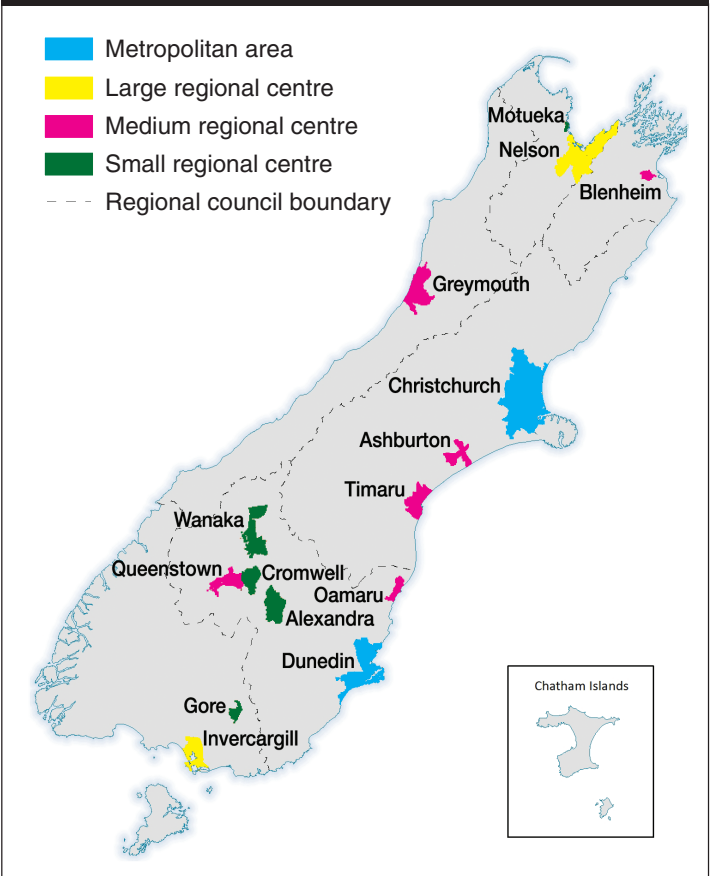 Metropolitan area
Large regional centre
Medium regional centre
Small regional centre
Regional council boundary
Motueka
Nelson
Blenheim
Greymouth
Christchurch
Ashburton
Timaru
Wanaka
Queenstown
Cromwell
Oamaru
Alexandra
Dunedin
Chatham Islands
Gore
Invercargill